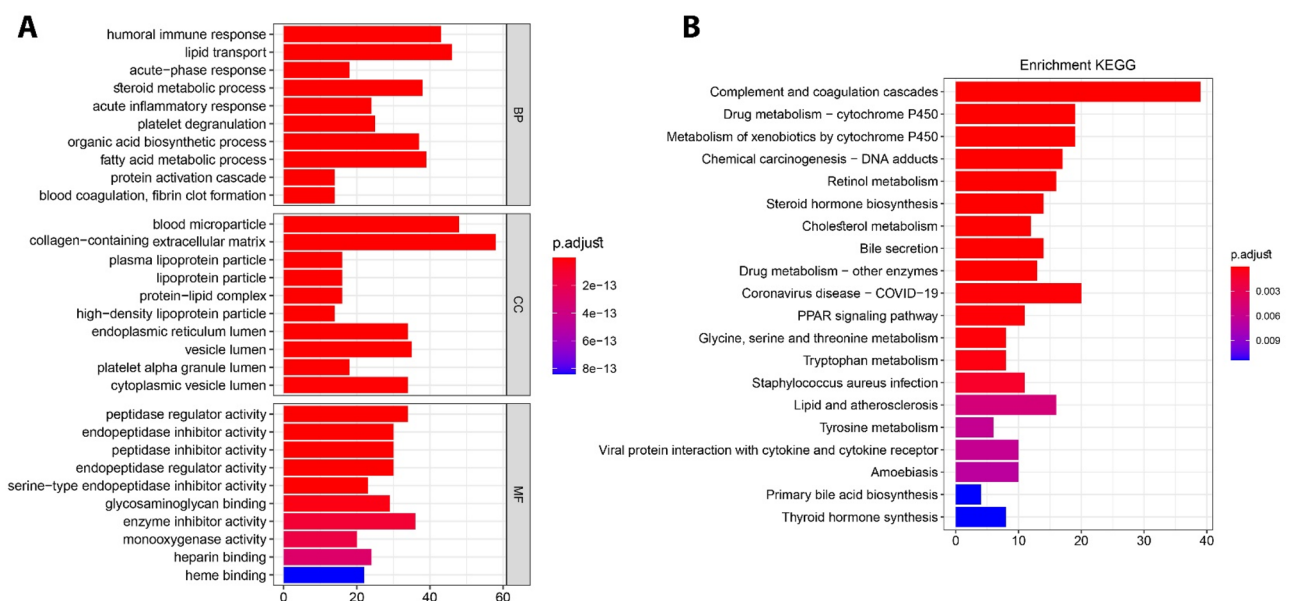 A
humoral immune response
lipid transport
acute-phase response
steroid metabolic process
acute inflammatory response
platelet degranulation
organic acid biosynthetic process
fatty acid metabolic process
protein activation cascade
blood coagulation, fibrin clot formation
BP
blood microparticle
collagen-containing extracellular matrix
plasma lipoprotein particle
lipoprotein particle
protein-lipid complex
high-density lipoprotein particle
endoplasmic reticulum lumen
vesicle lumen
platelet alpha granule lumen
cytoplasmic vesicle lumen
CC
peptidase regulator activity
endopeptidase inhibitor activity
peptidase inhibitor activity
endopeptidase regulator activity
serine-type endopeptidase inhibitor activity
glycosaminoglycan binding
enzyme inhibitor activity
monooxygenase activity
heparin binding
heme binding
MF
0 20 40 60
p.adjust
2e-13
4e-13
6e-13
8e-13
B
Enrichment KEGG
Complement and coagulation cascades
Drug metabolism - cytochrome P450
Metabolism of xenobiotics by cytochrome P450
Chemical carcinogenesis - DNA adducts
Retinol metabolism
Steroid hormone biosynthesis
Cholesterol metabolism
Bile secretion
Drug metabolism - other enzymes
Coronavirus disease - COVID-19
PPAR signaling pathway
Glycine, serine and threonine metabolism
Tryptophan metabolism
Staphylococcus aureus infection
Lipid and atherosclerosis
Tyrosine metabolism
Viral protein interaction with cytokine and cytokine receptor
Amoebiasis
Primary bile acid biosynthesis
Thyroid hormone synthesis
0 10 20 30 40
p.adjust
0.003
0.006
0.009